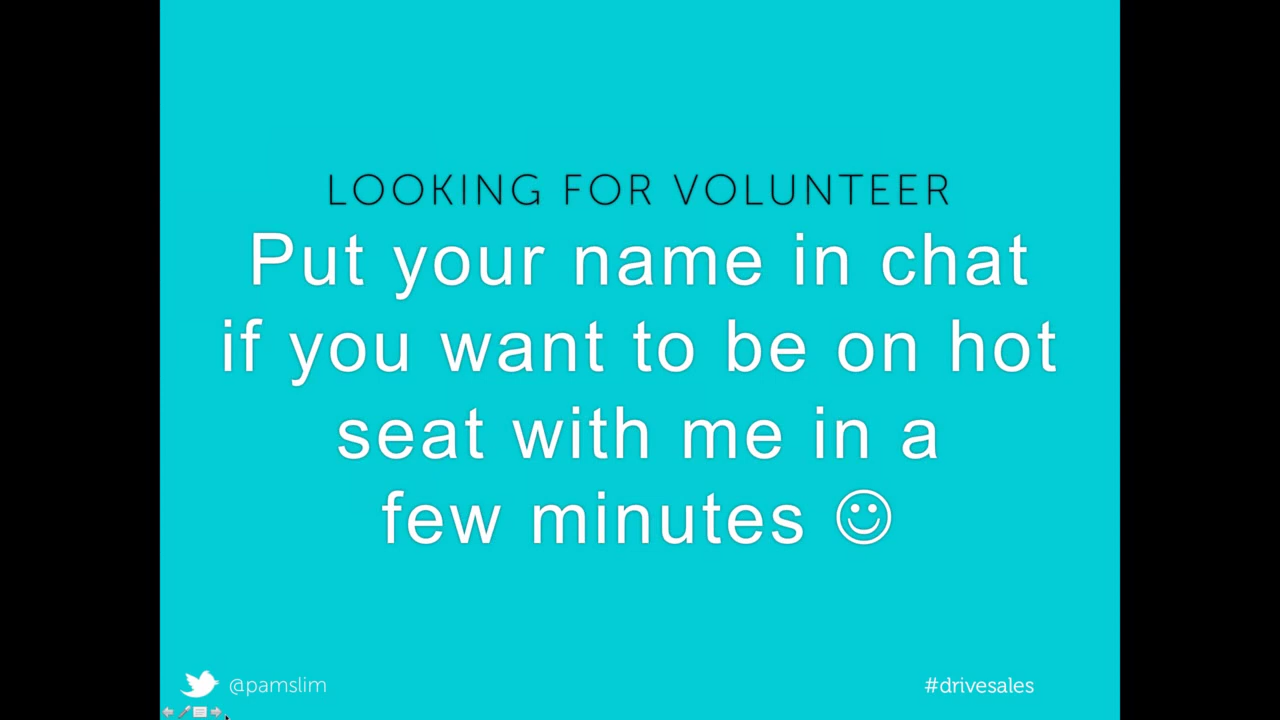 LOOKING FOR VOLUNTEER
Put your name in chat
if you want to be on hot
seat with me in a
few minutes ☺
@pamslim
#drivesales